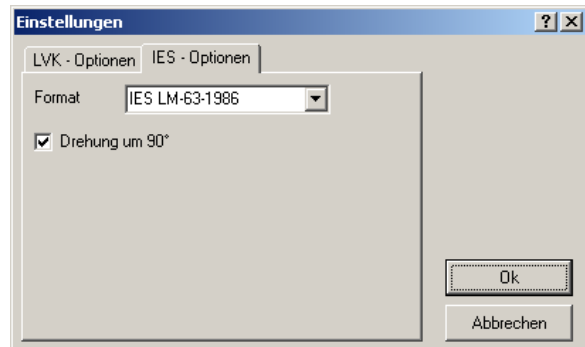 Einstellungen
LVK - Optionen IES - Optionen
Format IES LM-63-1986
Drehung um 90°
Ok
Abbrechen